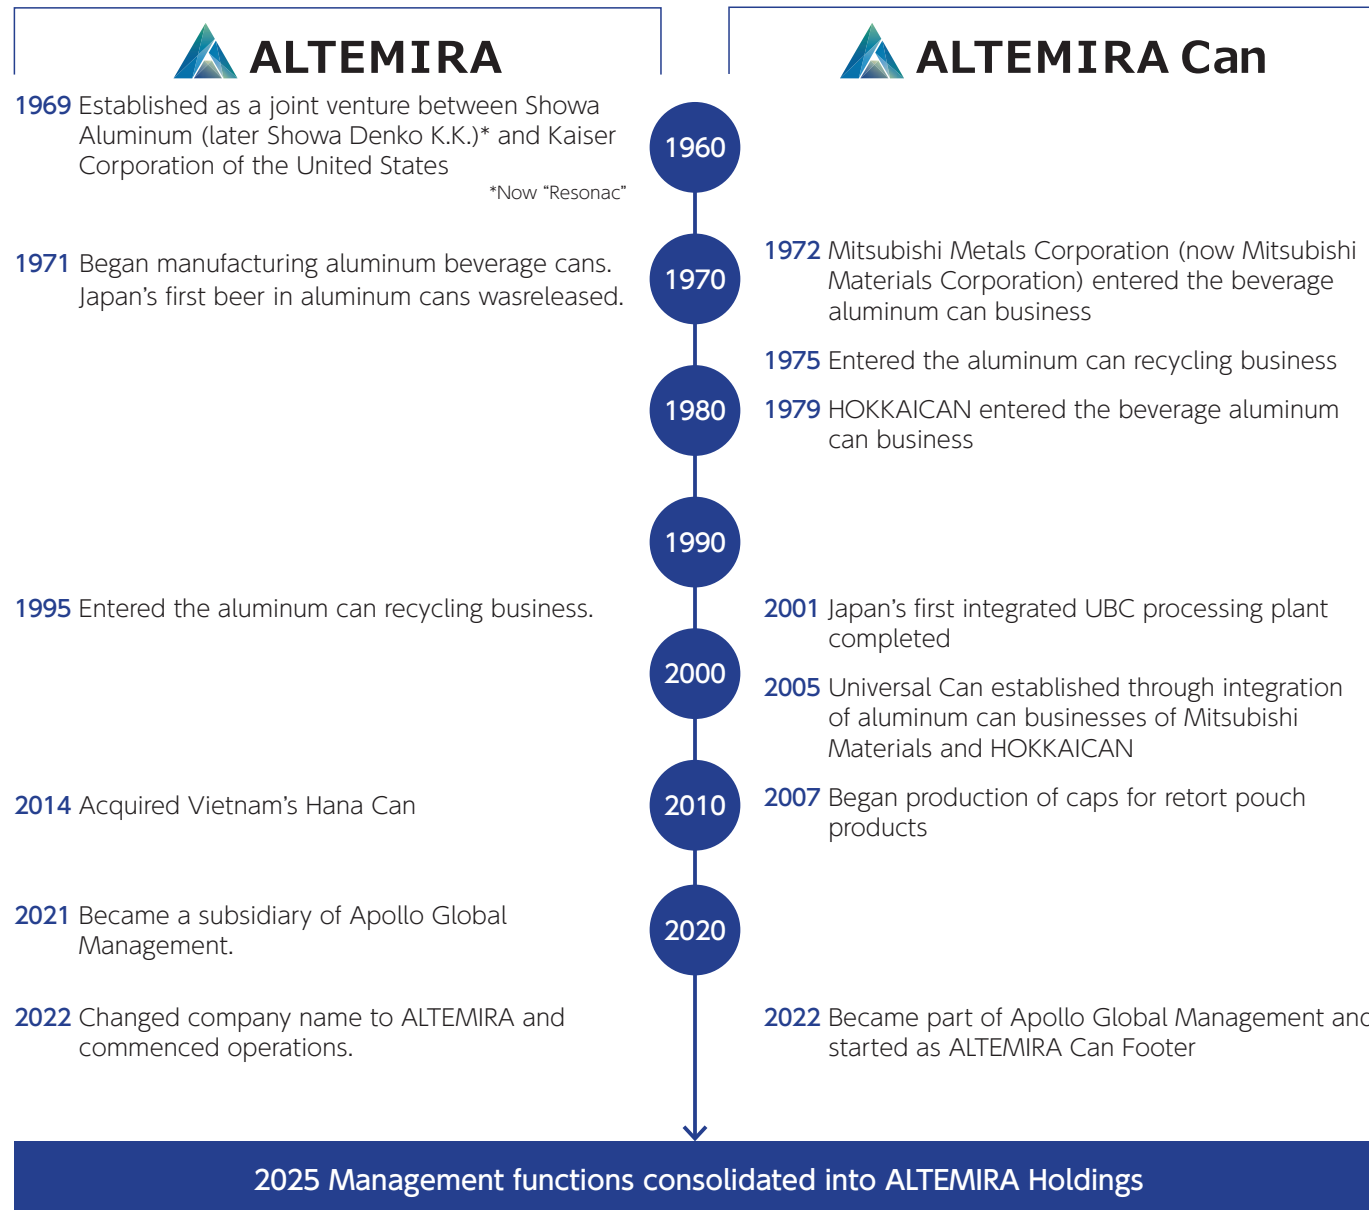 ALTEMIRA
1969 Established as a joint venture between Showa
Aluminum (later Showa Denko K.K.)* and Kaiser
Corporation of the United States
*Now “Resonac”
1971 Began manufacturing aluminum beverage cans.
Japan’s first beer in aluminum cans wasreleased.
1995 Entered the aluminum can recycling business.
2014 Acquired Vietnam’s Hana Can
2021 Became a subsidiary of Apollo Global
Management.
2022 Changed company name to ALTEMIRA and
commenced operations.
1960
1970
1980
1990
2000
2010
2020
ALTEMIRA Can
1972 Mitsubishi Metals Corporation (now Mitsubishi
Materials Corporation) entered the beverage
aluminum can business
1975 Entered the aluminum can recycling business
1979 HOKKAICAN entered the beverage aluminum
can business
2001 Japan’s first integrated UBC processing plant
completed
2005 Universal Can established through integration
of aluminum can businesses of Mitsubishi
Materials and HOKKAICAN
2007 Began production of caps for retort pouch
products
2022 Became part of Apollo Global Management and
started as ALTEMIRA Can Footer
2025 Management functions consolidated into ALTEMIRA Holdings